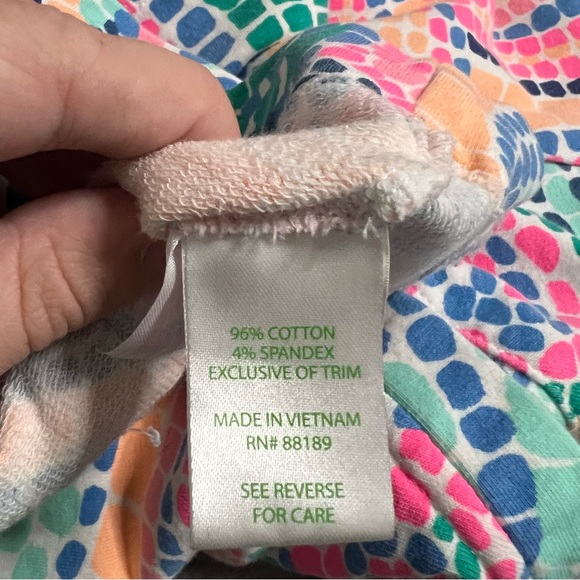 96% COTTON
4% SPANDEX
EXCLUSIVE OF TRIM
MADE IN VIETNAM
RN# 88189
SEE REVERSE
FOR CARE